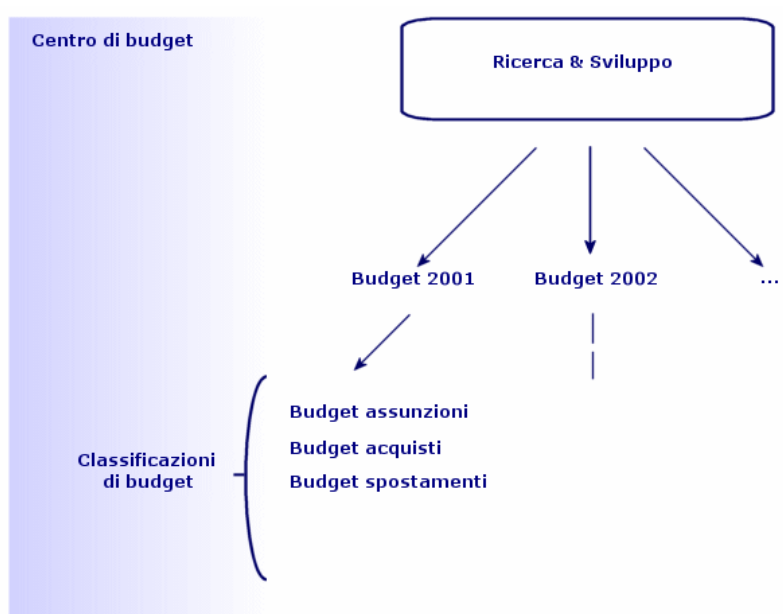 Centro di budget
Ricerca & Sviluppo
Budget 2001
Budget 2002
...
Budget assunzioni
Budget acquisti
Budget spostamenti
Classificazioni
di budget